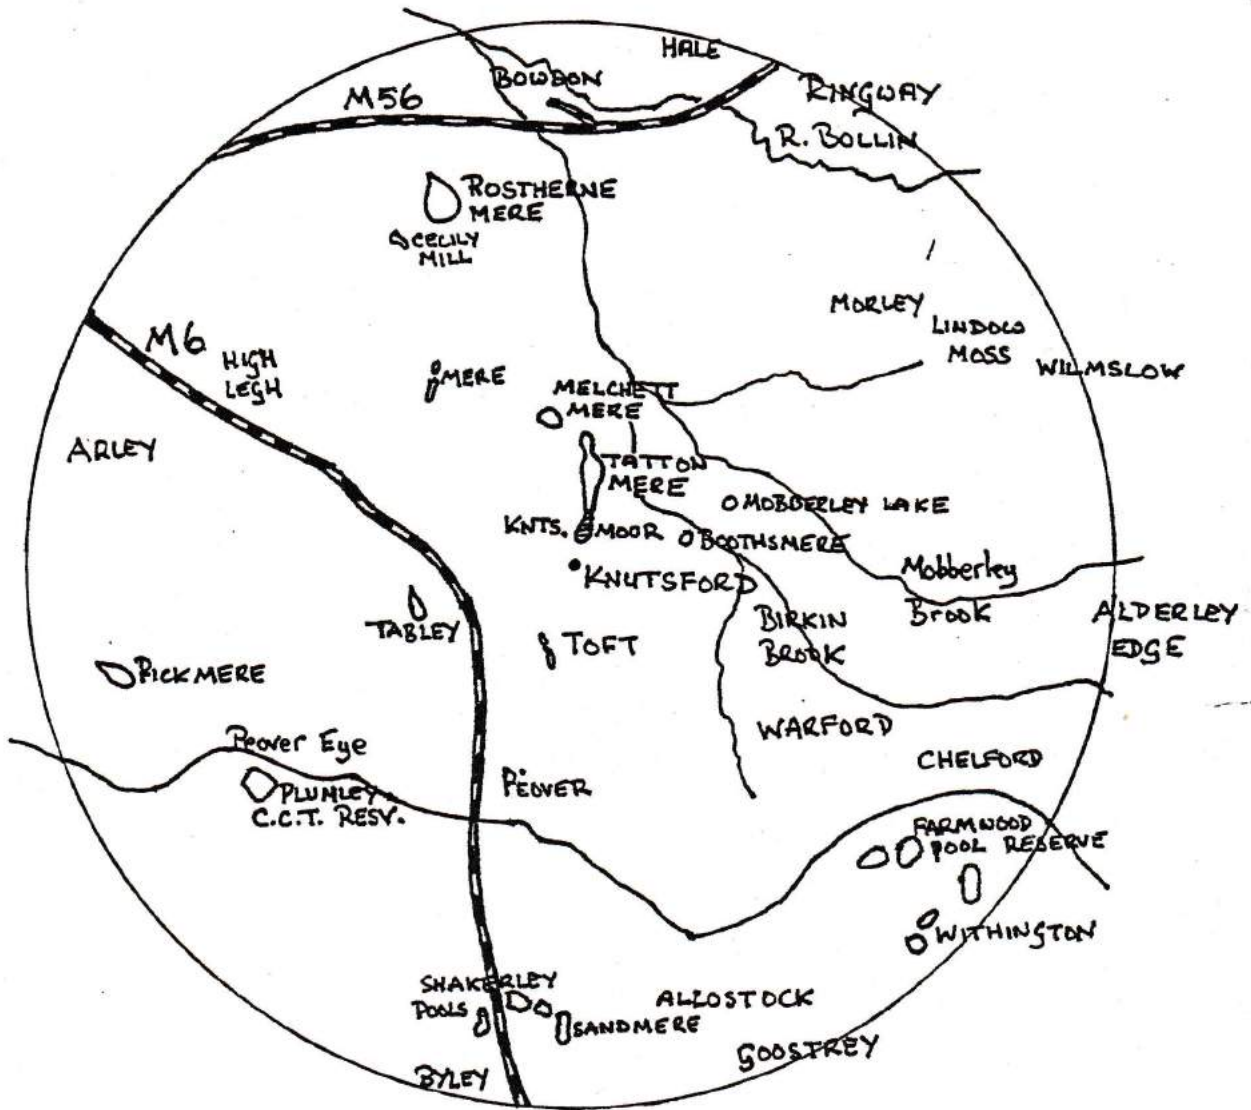 HALE
BOWDON
M56
RINGWAY
R. BOLLIN
ROSTHERNE
MERE
CECILY
MILL
MORLEY
LINDOW
MOSS
WILMSLOW
M6
HIGH
LEGH
MERE
MELCHETT
MERE
ARLEY
TATTON
MERE
MOBBERLEY LAKE
KNTS. MOOR
BOOTHSMERE
KNUTSFORD
Mobberley
Brook
TABLEY
TOFT
BIRKIN
BROOK
ALDERLEY
EDGE
PICKMERE
WARFORD
Peover Eye
CHELFORD
PLUMLEY
C.C.T. RESV.
PEOVER
FARMWOOD
POOL RESERVE
WITHINGTON
SHAKERLEY
POOLS
ALLOSTOCK
SANDMERE
GOOSTREY
BYLEY